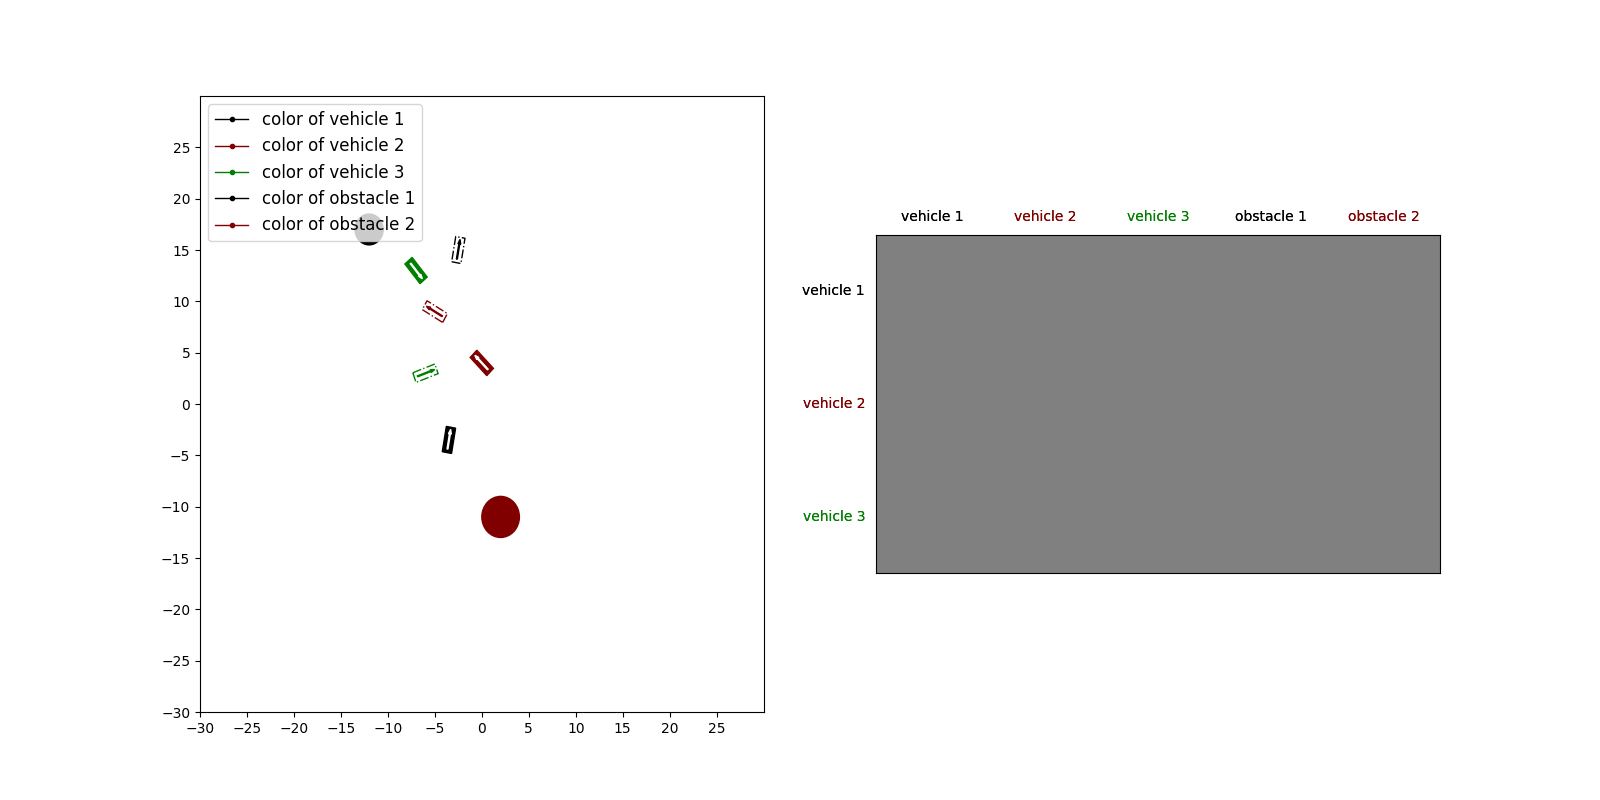 color of vehicle 1
color of vehicle 2
color of vehicle 3
color of obstacle 1
color of obstacle 2
25
20
15
10
5
0
−5
−10
−15
−20
−25
−30
−30 −25 −20 −15 −10 −5 0 5 10 15 20 25
vehicle 1 vehicle 2 vehicle 3 obstacle 1 obstacle 2
vehicle 1
vehicle 2
vehicle 3